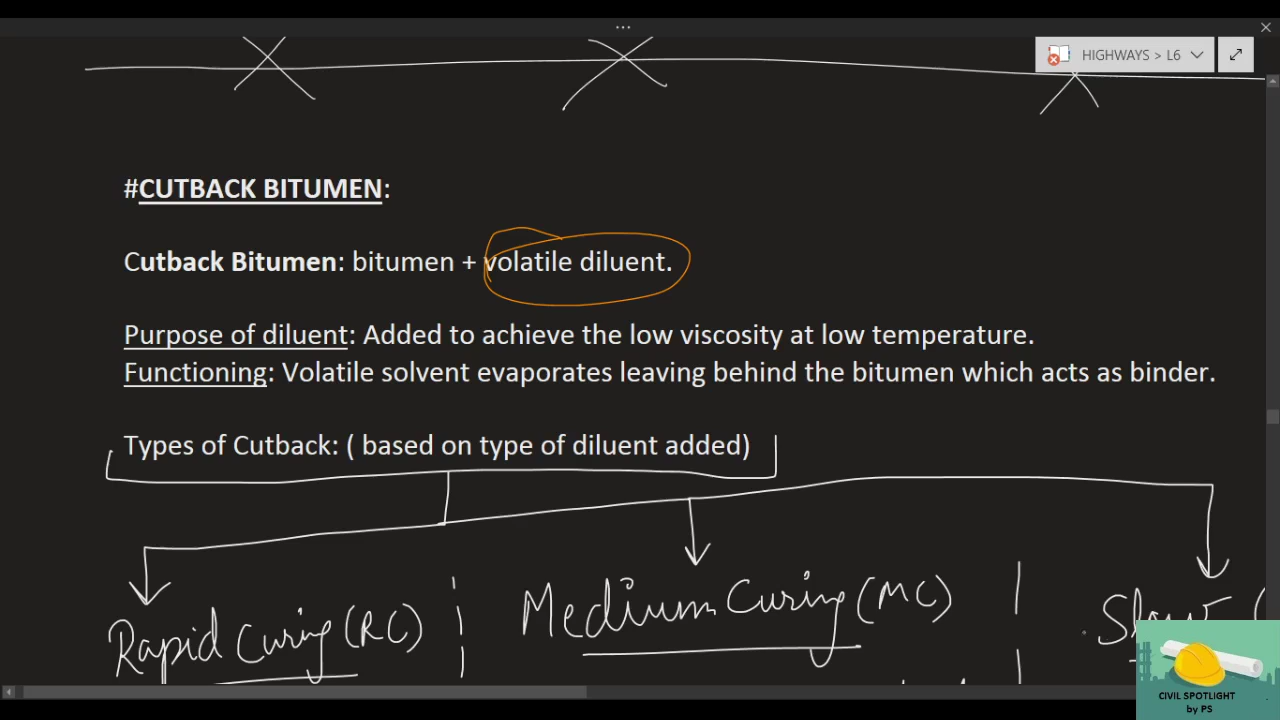 HIGHWAYS > L6
#CUTBACK BITUMEN:
Cutback Bitumen: bitumen + volatile diluent.
Purpose of diluent: Added to achieve the low viscosity at low temperature.
Functioning: Volatile solvent evaporates leaving behind the bitumen which acts as binder.
Types of Cutback: ( based on type of diluent added)
Rapid Curing (RC)
Medium Curing (MC)
Slow (
CIVIL SPOTLIGHT
by PS